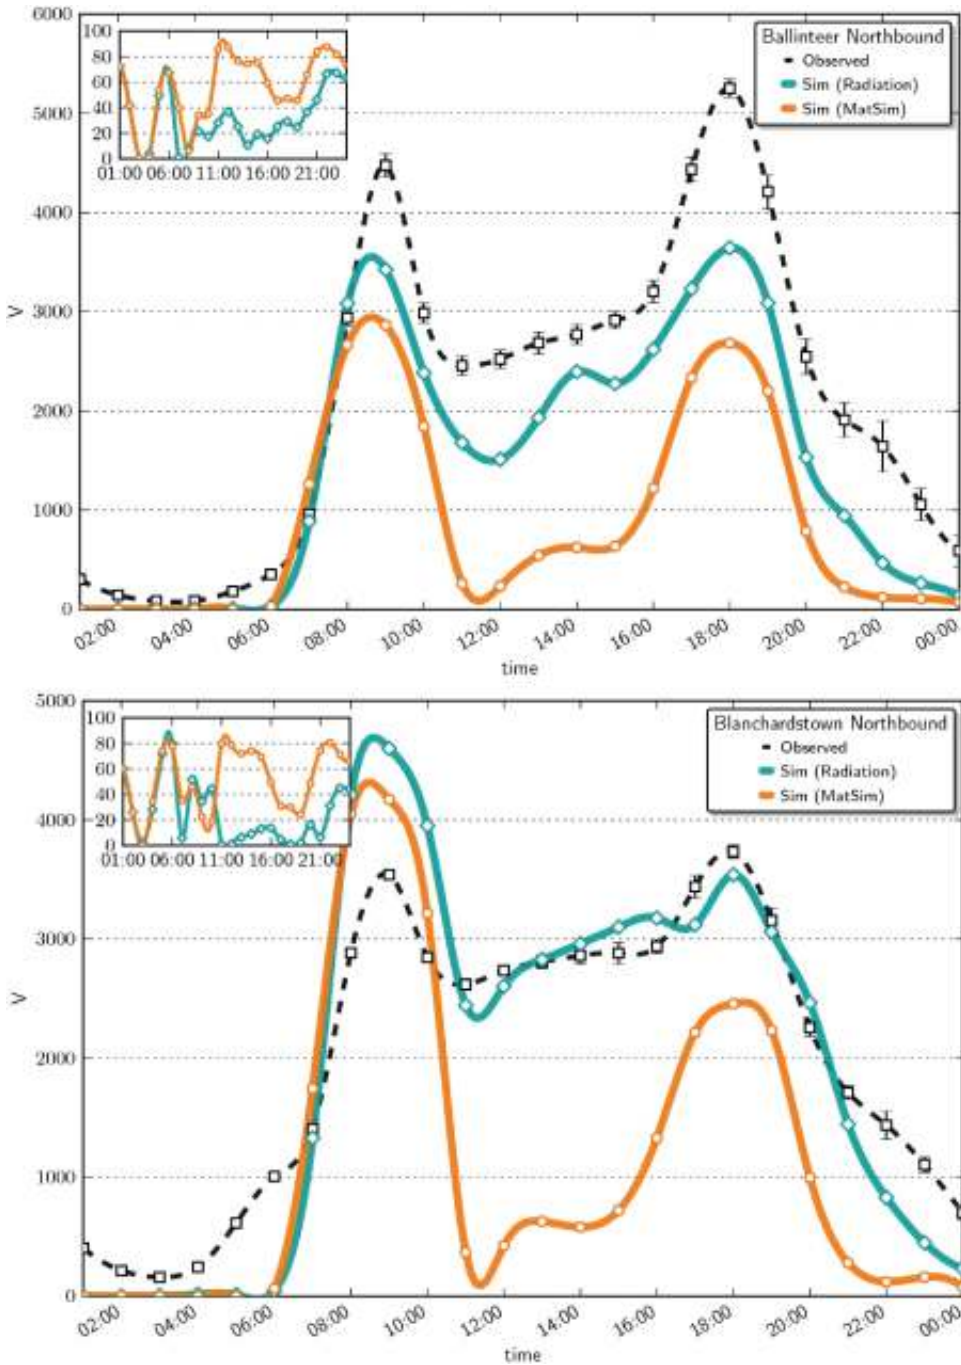 6000
5000
4000
3000
2000
1000
0
V
100
80
60
40
20
0
01:00 06:00 11:00 16:00 21:00
Ballinteer Northbound
Observed
Sim (Radiation)
Sim (MatSim)
02:00 04:00 06:00 08:00 10:00 12:00 14:00 16:00 18:00 20:00 22:00 00:00
time
5000
4000
3000
2000
1000
0
V
100
80
60
40
20
0
01:00 06:00 11:00 16:00 21:00
Blanchardstown Northbound
Observed
Sim (Radiation)
Sim (MatSim)
02:00 04:00 06:00 08:00 10:00 12:00 14:00 16:00 18:00 20:00 22:00 00:00
time